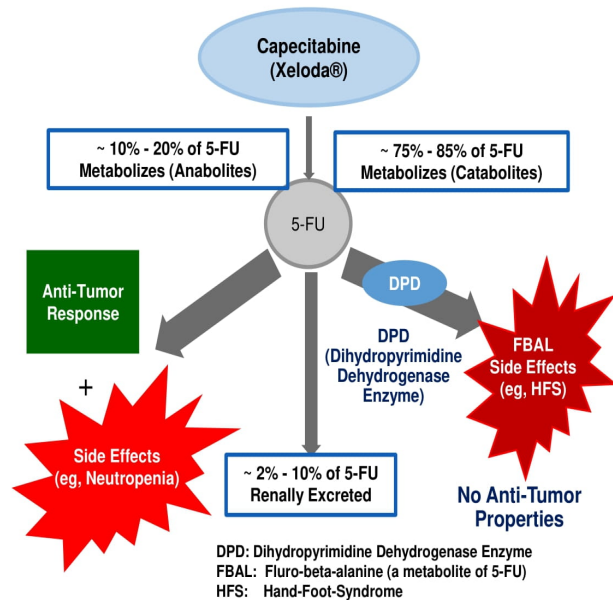 Capecitabine
(Xeloda®)
~ 10% - 20% of 5-FU
Metabolizes (Anabolites)
~ 75% - 85% of 5-FU
Metabolizes (Catabolites)
5-FU
Anti-Tumor
Response
+
Side Effects
(eg, Neutropenia)
DPD
DPD
(Dihydropyrimidine
Dehydrogenase
Enzyme)
FBAL
Side Effects
(eg, HFS)
~ 2% - 10% of 5-FU
Renally Excreted
No Anti-Tumor
Properties
DPD: Dihydropyrimidine Dehydrogenase Enzyme
FBAL: Fluro-beta-alanine (a metabolite of 5-FU)
HFS: Hand-Foot-Syndrome